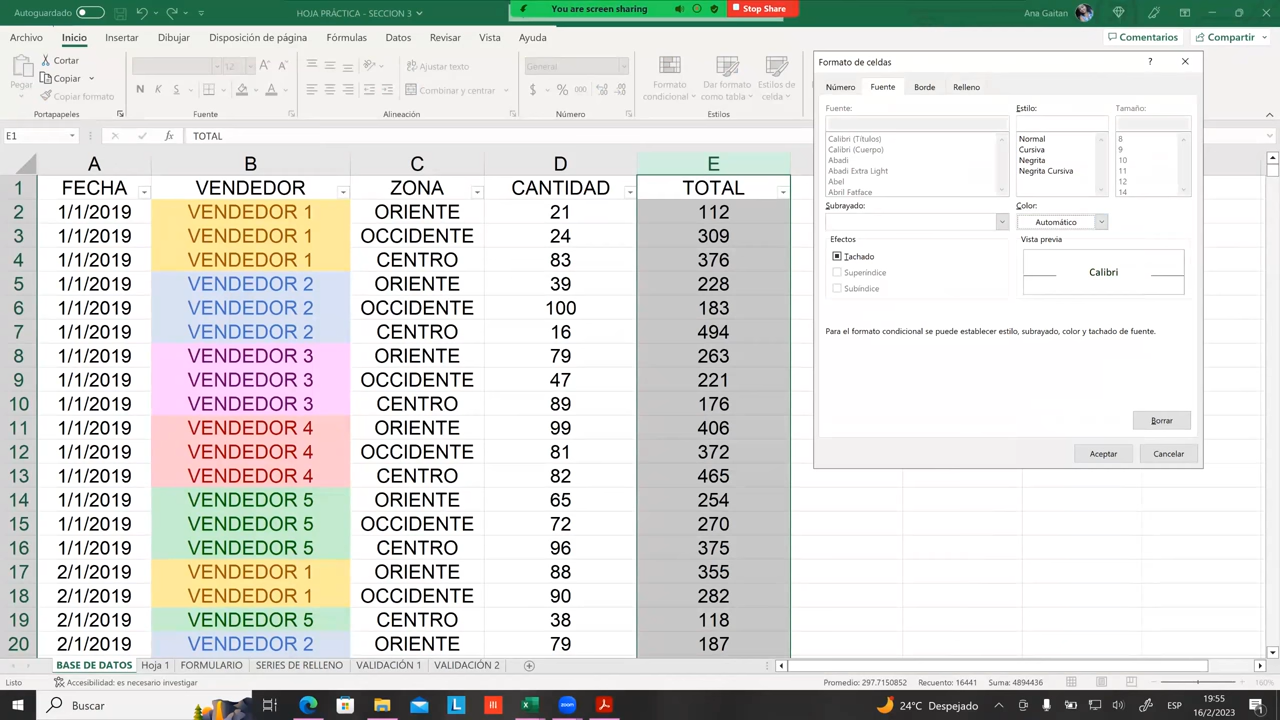 Autoguardado
HOJA PRÁCTICA - SECCION 3
You are screen sharing
Stop Share
Ana Gaitan
Archivo Inicio Insertar Dibujar Disposición de página Fórmulas Datos Revisar Vista Ayuda
Comentarios Compartir
Pegar
Cortar
Copiar
Copiar formato
Portapapeles
12
N K S
Fuente
Ajustar texto
Combinar y centrar
Alineación
General
$ % 000
Número
Formato condicional
Dar formato como tabla
Estilos de celda
Estilos
E1 fx TOTAL
A B C D E
1 FECHA VENDEDOR ZONA CANTIDAD TOTAL
2 1/1/2019 VENDEDOR 1 ORIENTE 21 112
3 1/1/2019 VENDEDOR 1 OCCIDENTE 24 309
4 1/1/2019 VENDEDOR 1 CENTRO 83 376
5 1/1/2019 VENDEDOR 2 ORIENTE 39 228
6 1/1/2019 VENDEDOR 2 OCCIDENTE 100 183
7 1/1/2019 VENDEDOR 2 CENTRO 16 494
8 1/1/2019 VENDEDOR 3 ORIENTE 79 263
9 1/1/2019 VENDEDOR 3 OCCIDENTE 47 221
10 1/1/2019 VENDEDOR 3 CENTRO 89 176
11 1/1/2019 VENDEDOR 4 ORIENTE 99 406
12 1/1/2019 VENDEDOR 4 OCCIDENTE 81 372
13 1/1/2019 VENDEDOR 4 CENTRO 82 465
14 1/1/2019 VENDEDOR 5 ORIENTE 65 254
15 1/1/2019 VENDEDOR 5 OCCIDENTE 72 270
16 1/1/2019 VENDEDOR 5 CENTRO 96 375
17 2/1/2019 VENDEDOR 1 ORIENTE 88 355
18 2/1/2019 VENDEDOR 1 OCCIDENTE 90 282
19 2/1/2019 VENDEDOR 5 CENTRO 38 118
20 2/1/2019 VENDEDOR 2 ORIENTE 79 187
Formato de celdas
Número Fuente Borde Relleno
Fuente: Estilo: Tamaño:
Calibri (Títulos) Normal 8
Calibri (Cuerpo) Cursiva 9
Abadi Negrita 10
Abadi Extra Light Negrita Cursiva 11
Abel 12
Abril Fatface 14
Subrayado: Color:
Automático
Efectos
Vista previa
Tachado
Superíndice
Subíndice
Calibri
Para el formato condicional se puede establecer estilo, subrayado, color y tachado de fuente.
Borrar
Aceptar Cancelar
BASE DE DATOS Hoja 1 FORMULARIO SERIES DE RELLENO VALIDACIÓN 1 VALIDACIÓN 2
Listo Accesibilidad: es necesario investigar Promedio: 297.7150852 Recuento: 16441 Suma: 4894436 160%
Buscar
zoom
24°C Despejado
ESP
19:55
16/2/2023